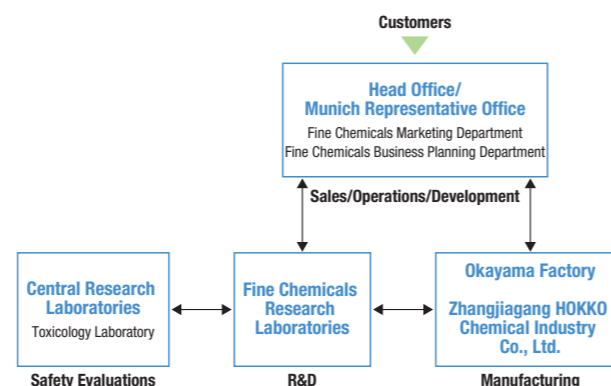 Customers
Head Office/
Munich Representative Office
Fine Chemicals Marketing Department
Fine Chemicals Business Planning Department
Sales/Operations/Development
Central Research
Laboratories
Toxicology Laboratory
Safety Evaluations
Fine Chemicals
Research
Laboratories
R&D
Okayama Factory
Zhangjiagang HOKKO
Chemical Industry
Co., Ltd.
Manufacturing